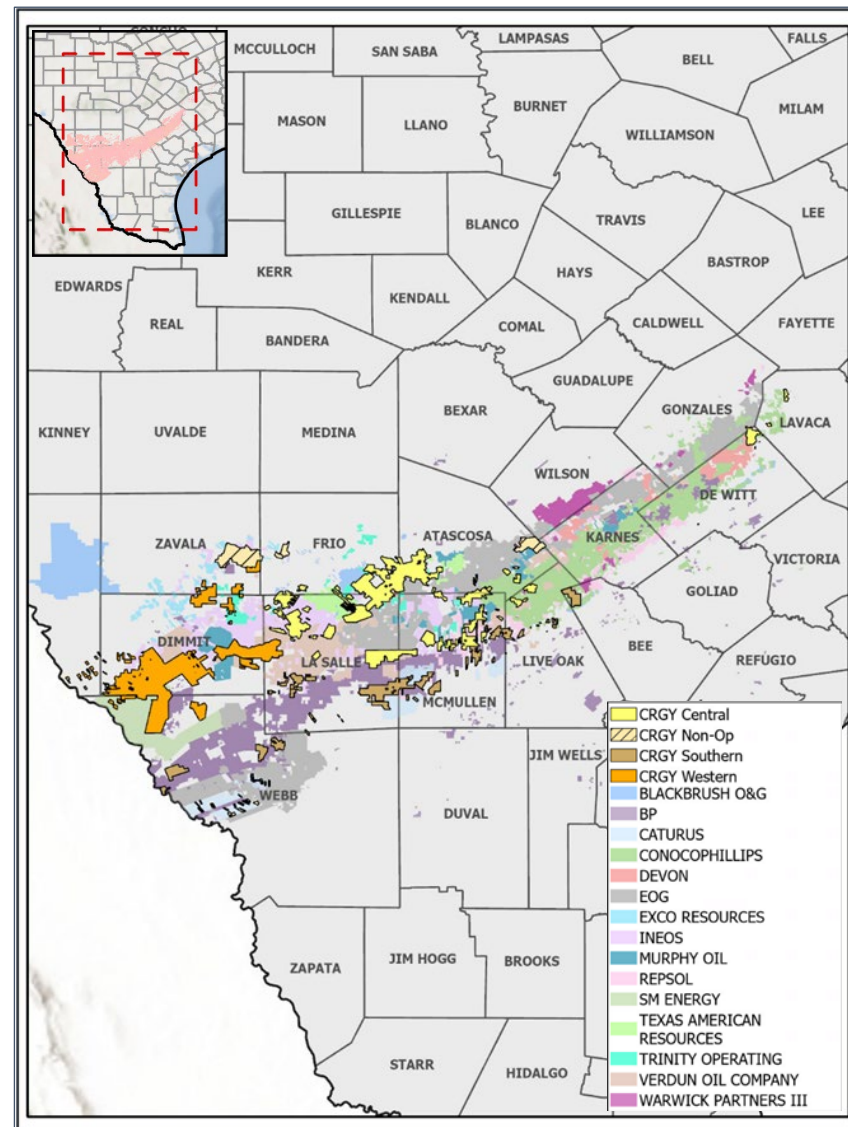 CONCHO
MCCULLOCH
SAN SABA
LAMPASAS
FALLS
BELL
MILAM
MASON
LLANO
BURNET
WILLIAMSON
GILLESPIE
BLANCO
TRAVIS
LEE
BASTROP
HAYS
EDWARDS
KERR
KENDALL
REAL
BANDERA
COMAL
CALDWELL
FAYETTE
GUADALUPE
GONZALES
LAVACA
KINNEY
UVALDE
MEDINA
BEXAR
WILSON
DE WITT
ZAVALA
FRIO
ATASCOSA
KARNES
VICTORIA
GOLIAD
DIMMIT
LA SALLE
MCMULLEN
LIVE OAK
BEE
REFUGIO
WEBB
DUVAL
JIM WELLS
ZAPATA
JIM HOGG
BROOKS
STARR
HIDALGO
CRGY Central
CRGY Non-Op
CRGY Southern
CRGY Western
BLACKBRUSH O&G
BP
CATURUS
CONOCOPHILLIPS
DEVON
EOG
EXCO RESOURCES
INEOS
MURPHY OIL
REPSOL
SM ENERGY
TEXAS AMERICAN
RESOURCES
TRINITY OPERATING
VERDUN OIL COMPANY
WARWICK PARTNERS III